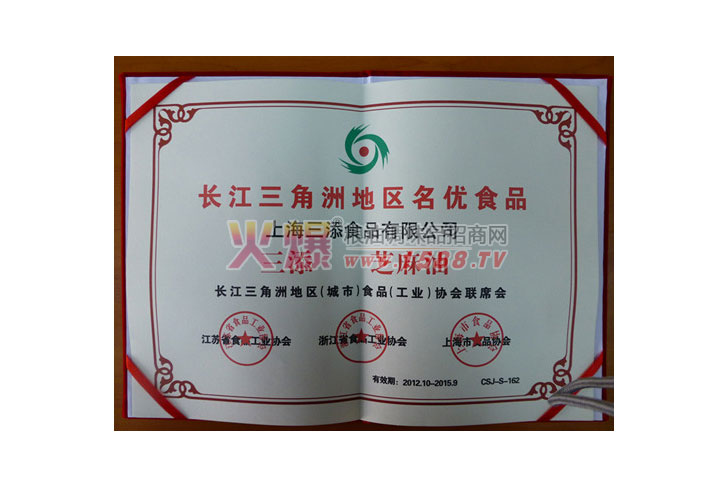 长江三角洲地区名优食品
上海三添食品有限公司
三添 芝麻油
长江三角洲地区(城市)食品(工业)协会联席会
江苏省食品工业协会 浙江省食品工业协会 上海市食品协会
有效期：2012.10-2015.9 CSJ-S-162
火爆